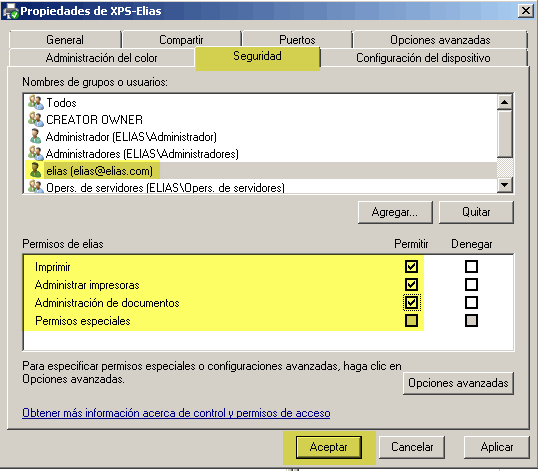 Propiedades de XPS-Elias
General
Compartir
Puertos
Opciones avanzadas
Administración del color
Seguridad
Configuración del dispositivo
Nombres de grupos o usuarios:
Todos
CREATOR OWNER
Administrador (ELIAS\Administrador)
Administradores (ELIAS\Administradores)
elias (elias@elias.com)
Opers. de servidores (ELIAS\Opers. de servidores)
Agregar...
Quitar
Permisos de elias
Permitir
Denegar
Imprimir
Administrar impresoras
Administración de documentos
Permisos especiales
Para especificar permisos especiales o configuraciones avanzadas, haga clic en
Opciones avanzadas.
Opciones avanzadas
Obtener más información acerca de control y permisos de acceso
Aceptar
Cancelar
Aplicar